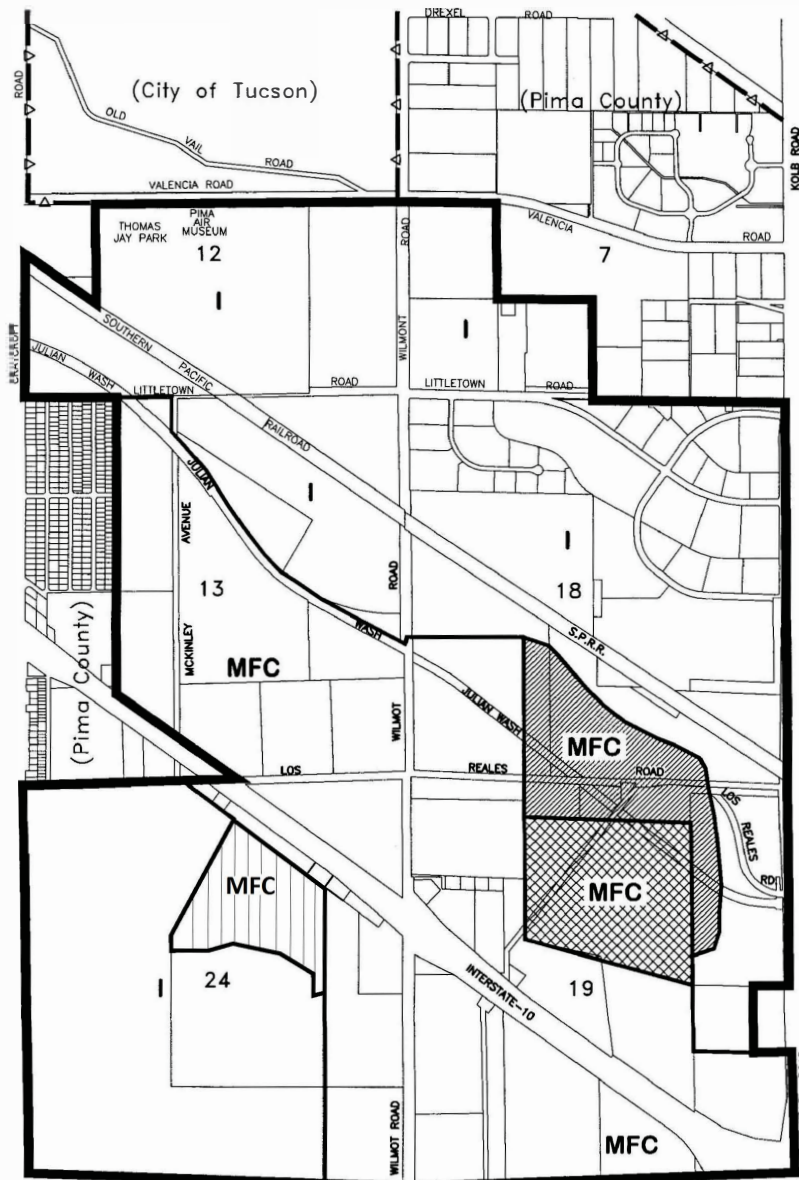 DREXEL ROAD
ROAD
(City of Tucson)
(Pima County)
OLD VAIL ROAD
VALENCIA ROAD
KOLB ROAD
THOMAS
JAY PARK
PIMA
AIR
MUSEUM
ROAD
VALENCIA ROAD
12
7
I
I
SOUTHERN PACIFIC RAILROAD
WILMONT
JULIAN WASH
LITTLETOWN ROAD
LITTLETOWN ROAD
JULIAN WASH
I
I
AVENUE
MCKINLEY
13
18
ROAD
WILMOT
S.P.R.R.
(Pima County)
MFC
JULIAN WASH
MFC
LOS REALES ROAD
LOS REALES RD
MFC
MFC
I
24
19
INTERSTATE-10
WILMOT ROAD
MFC